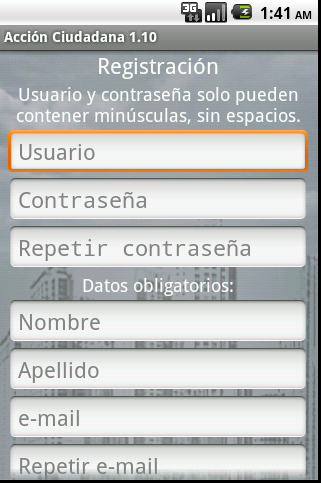 3G 1:41 AM
Acción Ciudadana 1.10
Registración
Usuario y contraseña solo pueden
contener minúsculas, sin espacios.
Usuario
Contraseña
Repetir contraseña
Datos obligatorios:
Nombre
Apellido
e-mail
Repetir e-mail